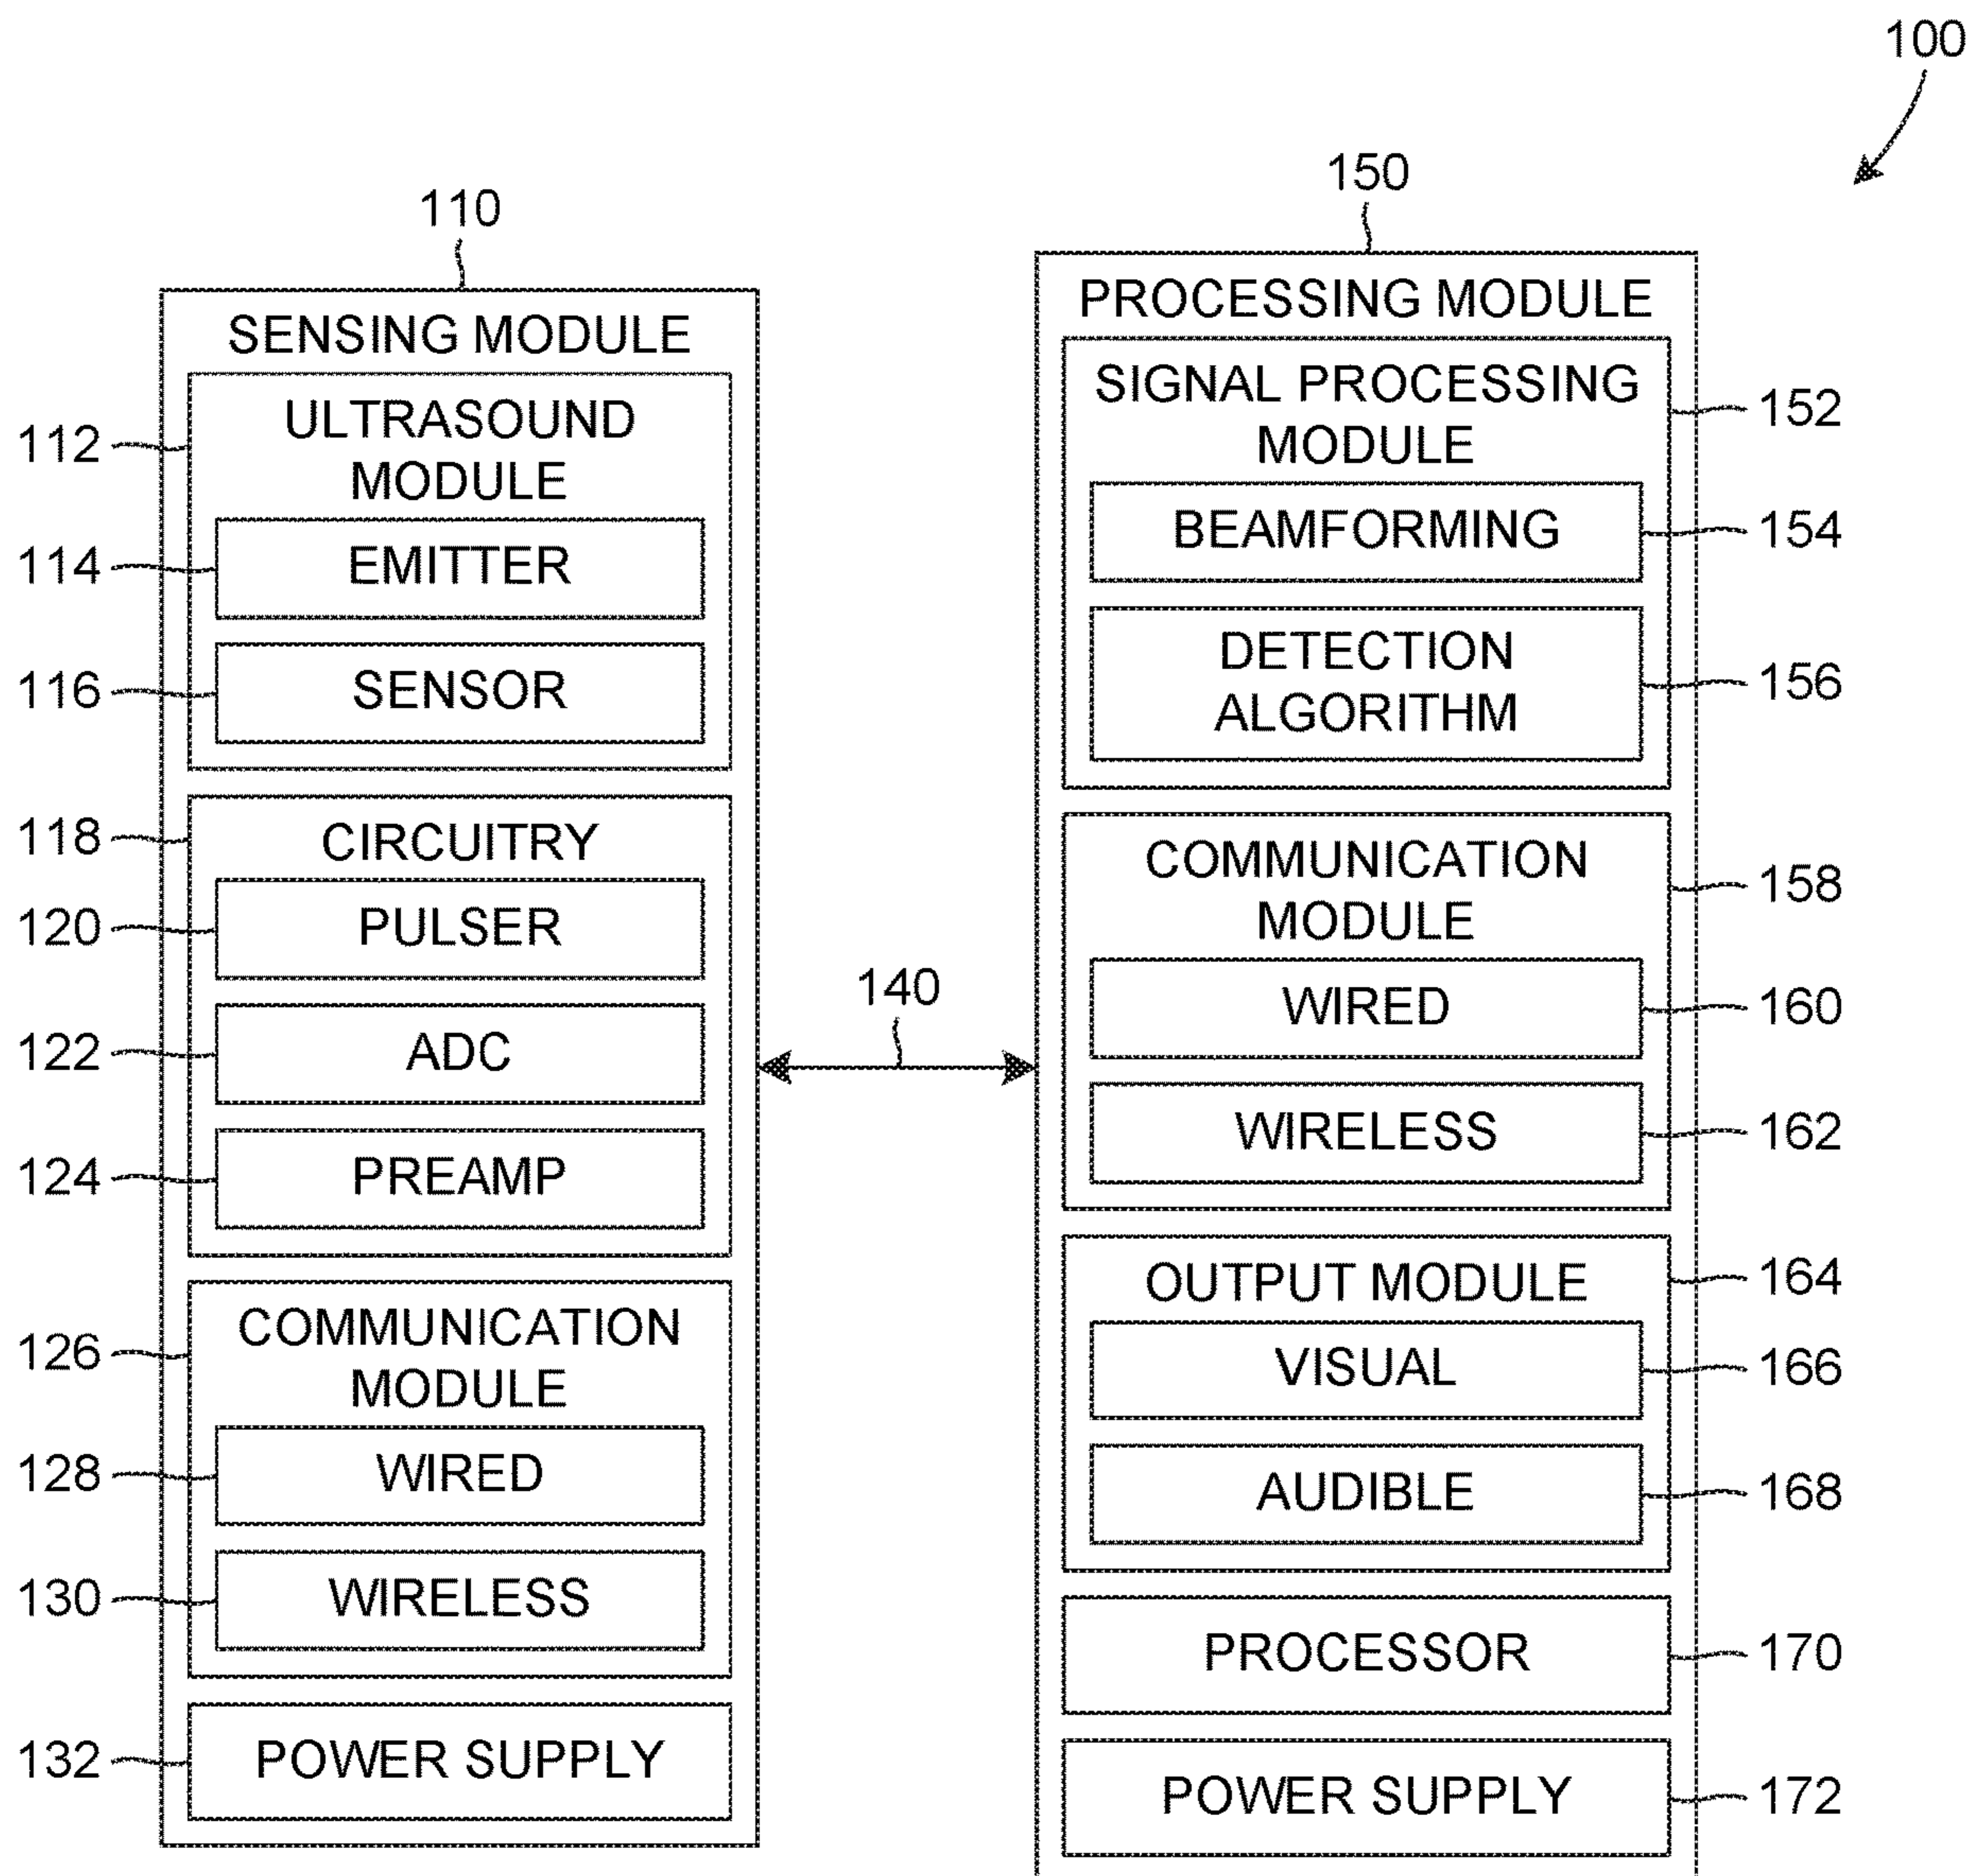 100
110
SENSING MODULE
112
ULTRASOUND
MODULE
114
EMITTER
116
SENSOR
118
CIRCUITRY
120
PULSER
122
ADC
124
PREAMP
126
COMMUNICATION
MODULE
128
WIRED
130
WIRELESS
132
POWER SUPPLY
140
150
PROCESSING MODULE
SIGNAL PROCESSING
MODULE
152
BEAMFORMING
154
DETECTION
ALGORITHM
156
COMMUNICATION
MODULE
158
WIRED
160
WIRELESS
162
OUTPUT MODULE
164
VISUAL
166
AUDIBLE
168
PROCESSOR
170
POWER SUPPLY
172